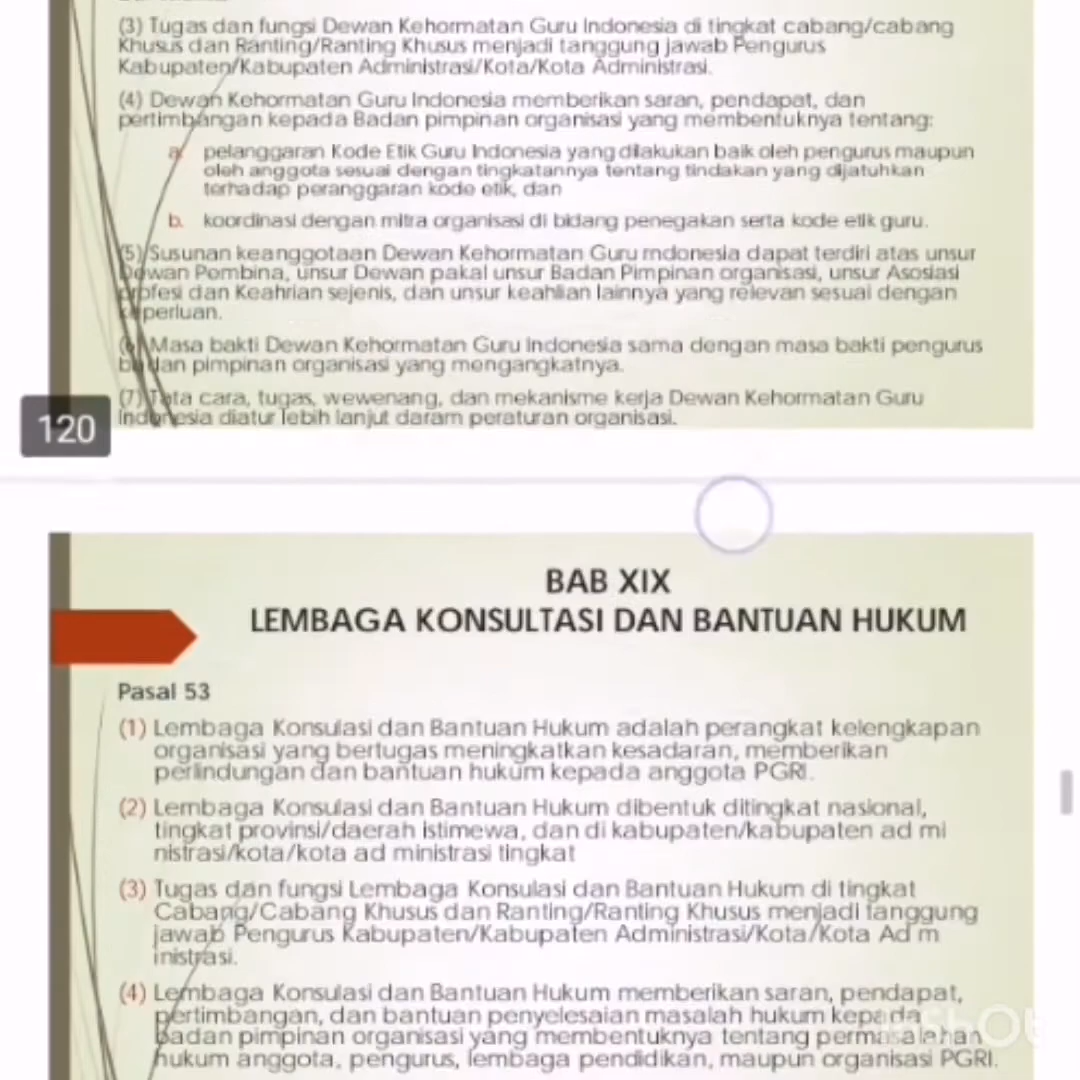 (3) Tugas dan fungsi Dewan Kehormatan Guru Indonesia di tingkat cabang/cabang
Khusus dan Ranting/Ranting Khusus menjadi tanggung jawab Pengurus
Kabupaten/Kabupaten Administrasi/Kota/Kota Administrasi.
(4) Dewan Kehormatan Guru Indonesia memberikan saran, pendapat, dan
pertimbangan kepada Badan pimpinan organisasi yang membentuknya tentang:
a. pelanggaran Kode Etik Guru Indonesia yang dilakukan baik oleh pengurus maupun
oleh anggota sesuai dengan tingkatannya tentang tindakan yang dijatuhkan
terhadap peranggaran kode etik, dan
b. koordinasi dengan mitra organisasi di bidang penegakan serta kode etik guru.
(5) Susunan keanggotaan Dewan Kehormatan Guru rndonesia dapat terdiri atas unsur
Dewan Pombina, unsur Dewan pakal unsur Badan Pimpinan organisasi, unsur Asosiasi
profesi dan Keahrian sejenis, dan unsur keahlian lainnya yang relevan sesuai dengan
keperluan.
(6) Masa bakti Dewan Kehormatan Guru Indonesia sama dengan masa bakti pengurus
badan pimpinan organisasi yang mengangkatnya.
(7) Tata cara, tugas, wewenang, dan mekanisme kerja Dewan Kehormatan Guru
Indonesia diatur lebih lanjut daram peraturan organisasi.
120
BAB XIX
LEMBAGA KONSULTASI DAN BANTUAN HUKUM
Pasal 53
(1) Lembaga Konsulasi dan Bantuan Hukum adalah perangkat kelengkapan
organisasi yang bertugas meningkatkan kesadaran, memberikan
perlindungan dan bantuan hukum kepada anggota PGRI.
(2) Lembaga Konsulasi dan Bantuan Hukum dibentuk ditingkat nasional,
tingkat provinsi/daerah istimewa, dan di kabupaten/kabupaten ad mi
nistrasi/kota/kota ad ministrasi tingkat
(3) Tugas dan fungsi Lembaga Konsulasi dan Bantuan Hukum di tingkat
Cabang/Cabang Khusus dan Ranting/Ranting Khusus menjadi fanggung
jawab Pengurus Kabupaten/Kabupaten Administrasi/Kota/Kota Ad m
inistrasi.
(4) Lembaga Konsulasi dan Bantuan Hukum memberikan saran, pendapat,
pertimbangan, dan bantuan penyelesaian masalah hukum kepada
badan pimpinan organisasi yang membentuknya tentang permasalahan
hukum anggota, pengurus, lembaga pendidikan, maupun organisasi PGRI.